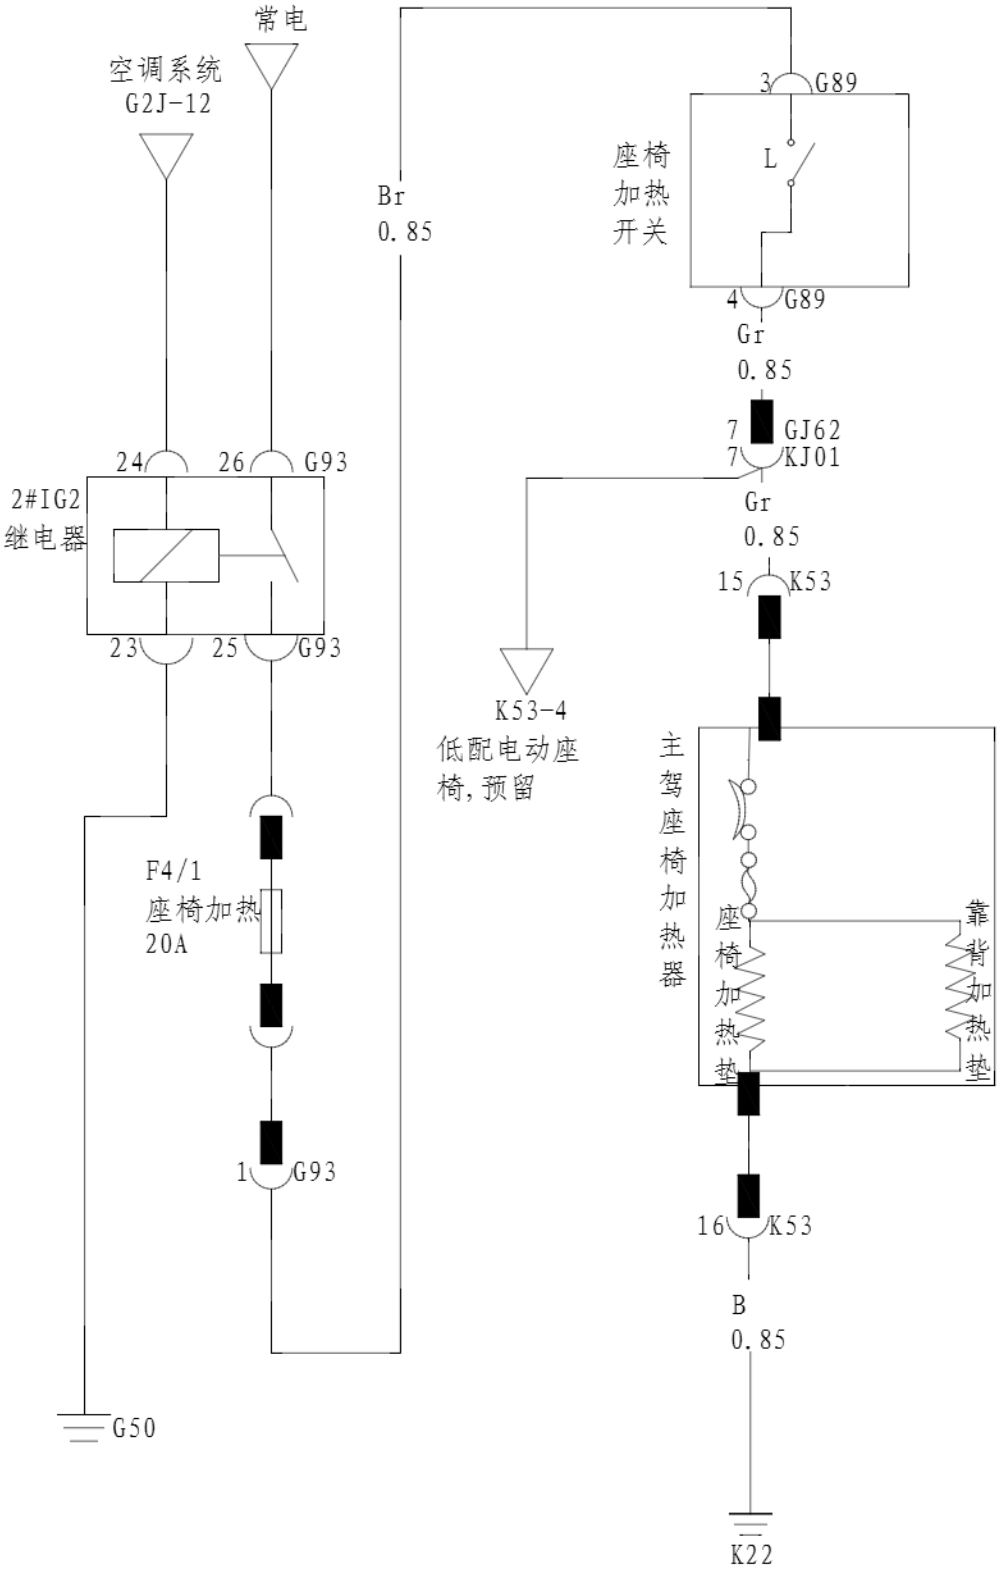 常电
空调系统
G2J-12
3
G89
座椅
加热
开关
L
Br
0.85
4
G89
Gr
0.85
7
GJ62
7
KJ01
24
26
G93
2#IG2
继电器
Gr
0.85
15
K53
23
25
G93
K53-4
低配电动座
椅,预留
主驾座椅加热器
F4/1
座椅加热
20A
座椅加热垫
靠背加热垫
1
G93
16
K53
B
0.85
G50
K22